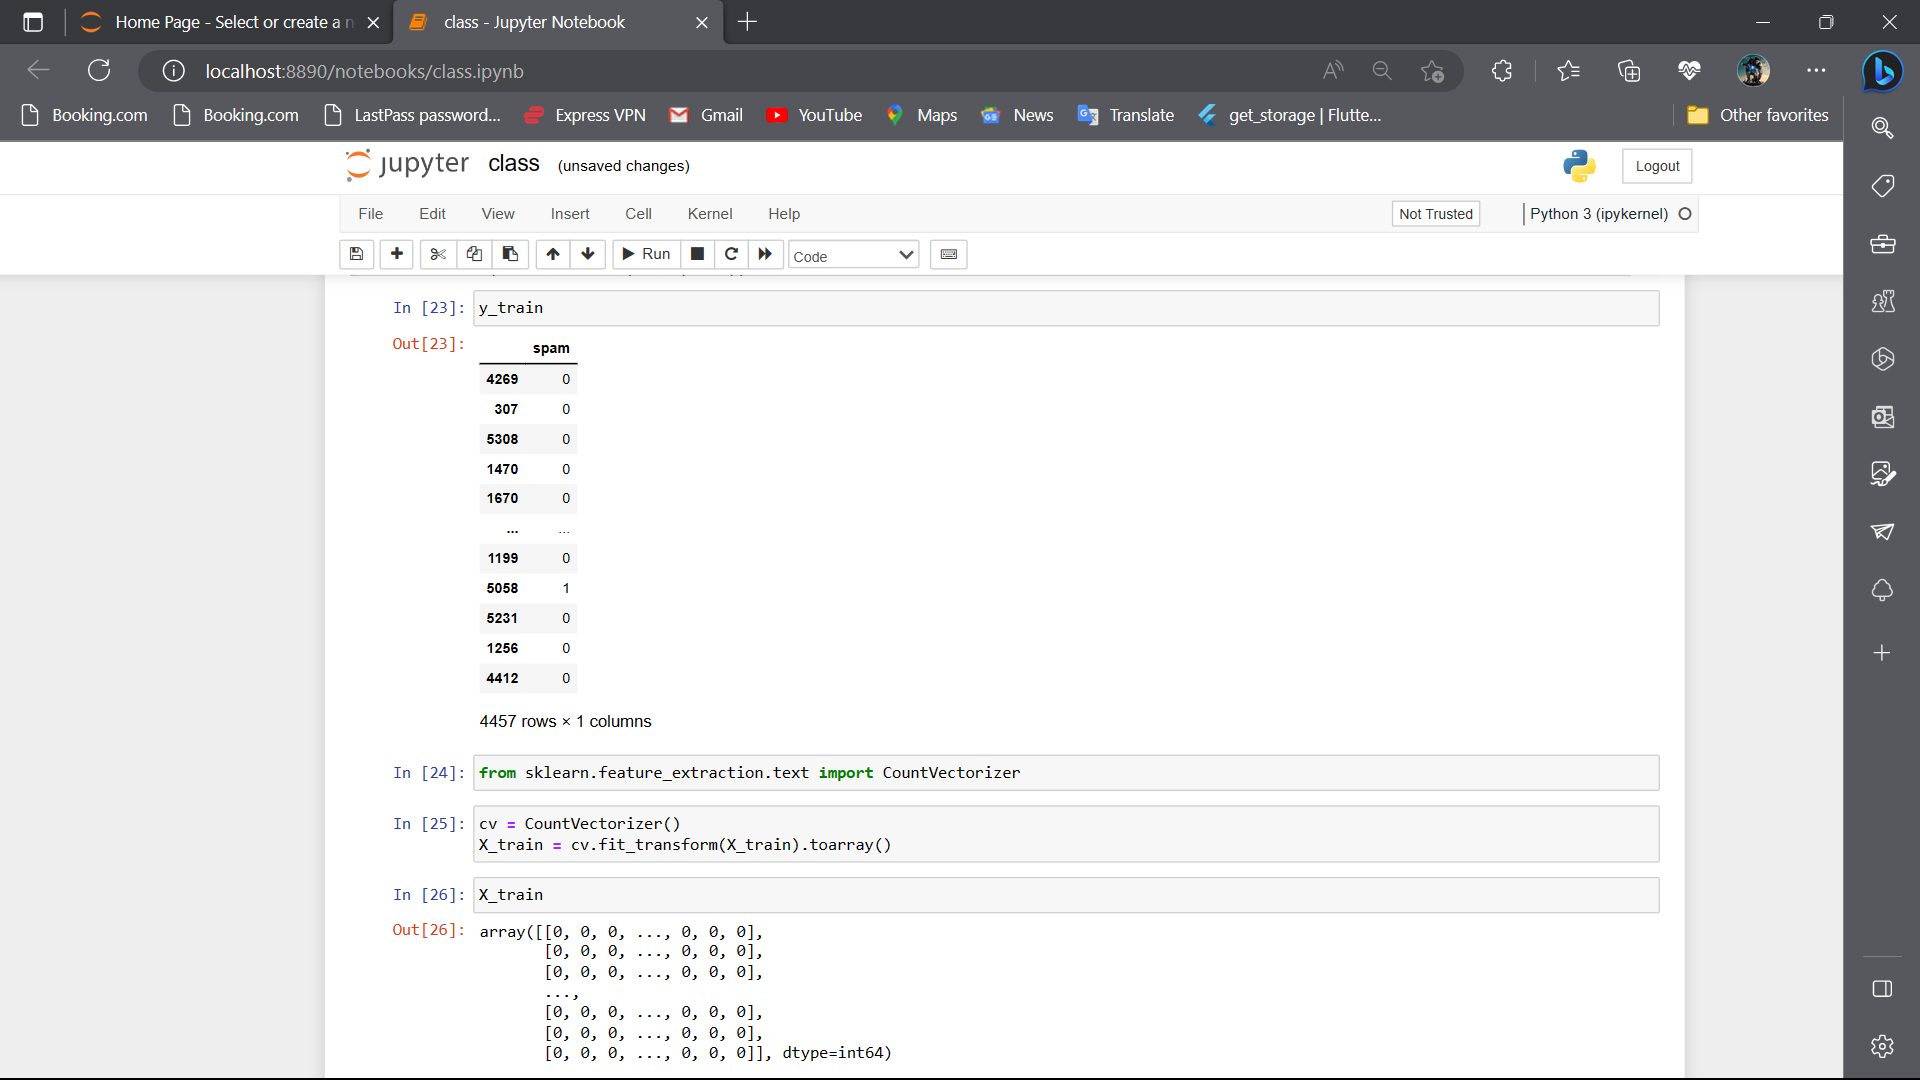 Home Page - Select or create a n
class - Jupyter Notebook
localhost:8890/notebooks/class.ipynb
Booking.com Booking.com LastPass password... Express VPN Gmail YouTube Maps News Translate get_storage | Flutte... Other favorites
jupyter class (unsaved changes) Logout
File Edit View Insert Cell Kernel Help Not Trusted Python 3 (ipykernel)
Run Code
In [23]: y_train
Out[23]:
spam
4269 0
307 0
5308 0
1470 0
1670 0
... ...
1199 0
5058 1
5231 0
1256 0
4412 0
4457 rows × 1 columns
In [24]: from sklearn.feature_extraction.text import CountVectorizer
In [25]: cv = CountVectorizer()
X_train = cv.fit_transform(X_train).toarray()
In [26]: X_train
Out[26]: array([[0, 0, 0, ..., 0, 0, 0],
[0, 0, 0, ..., 0, 0, 0],
[0, 0, 0, ..., 0, 0, 0],
...,
[0, 0, 0, ..., 0, 0, 0],
[0, 0, 0, ..., 0, 0, 0],
[0, 0, 0, ..., 0, 0, 0]], dtype=int64)